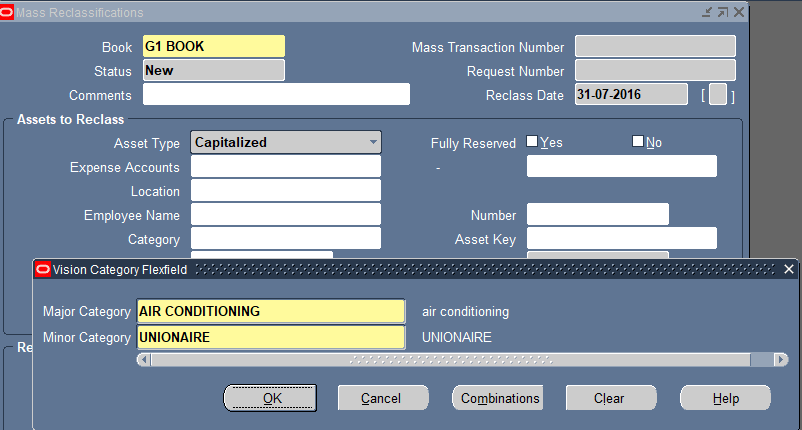 Mass Reclassifications
Book G1 BOOK Mass Transaction Number
Status New Request Number
Comments Reclass Date 31-07-2016 [ ]
Assets to Reclass
Asset Type Capitalized Fully Reserved Yes No
Expense Accounts -
Location
Employee Name Number
Category Asset Key
Vision Category Flexfield
Major Category AIR CONDITIONING air conditioning
Minor Category UNIONAIRE UNIONAIRE
Re
OK Cancel Combinations Clear Help